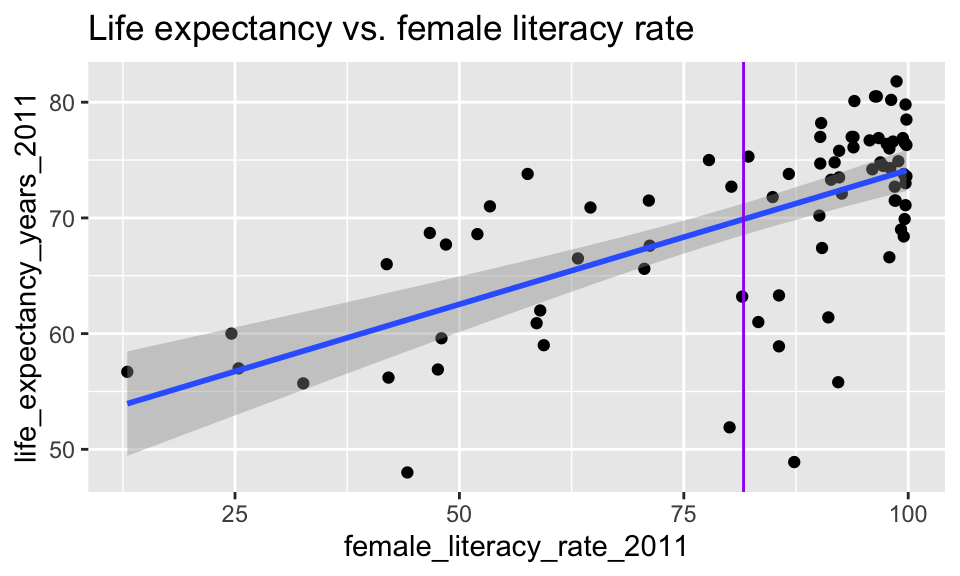 Life expectancy vs. female literacy rate
life_expectancy_years_2011
80
70
60
50
25 50 75 100
female_literacy_rate_2011